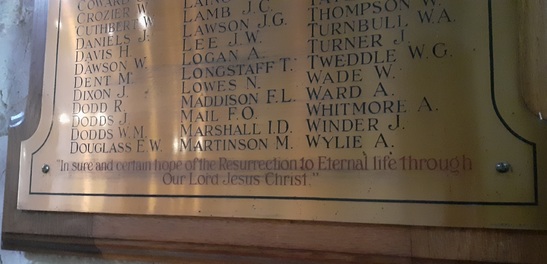 COWARD
CROZIER W.
CUTHBERT
DANIELS J.
DAVIS H.
DAWSON W.
DENT M.
DIXON J.
DODD R.
DODDS J.
DODDS W.M.
DOUGLASS E.W.
LAMB J.C.
LAWSON J.G.
LEE J.W.
LOGAN A.
LONGSTAFF T.
LOWES N.
MADDISON F.L.
MAIL F.O.
MARSHALL I.D.
MARTINSON M.
THOMPSON W.
TURNBULL W.A.
TURNER J.
TWEDDLE W.G.
WADE W.
WARD A.
WHITMORE A.
WINDER J.
WYLIE A.
"In sure and certain hope of the Resurrection to Eternal life through
Our Lord Jesus Christ."